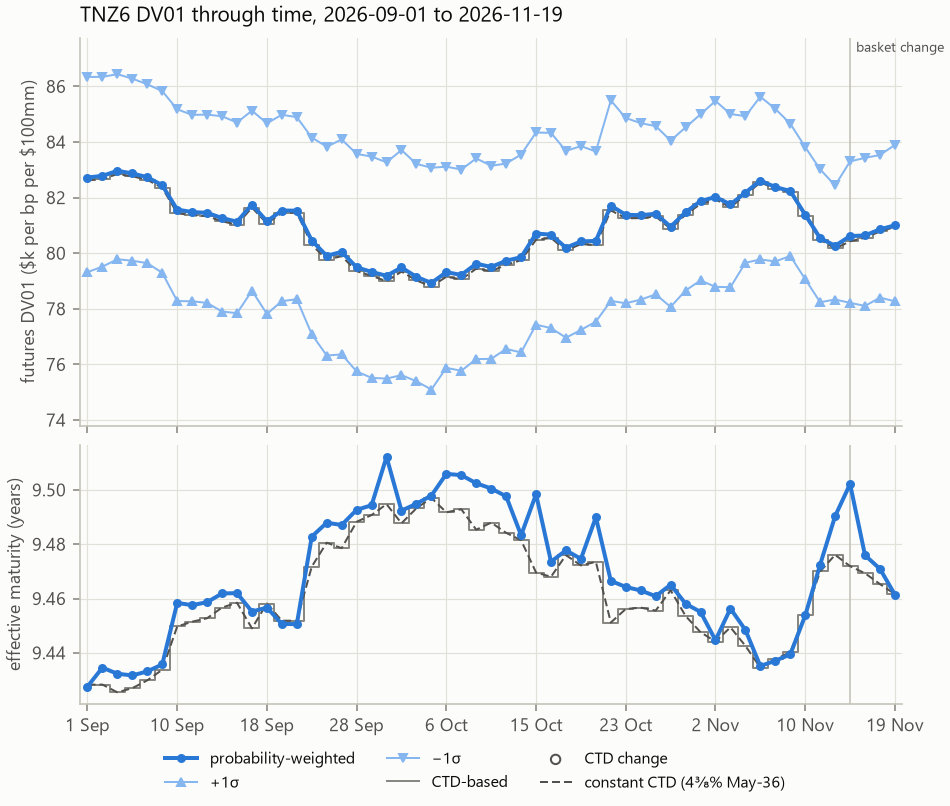 TNZ6 DV01 through time, 2026-09-01 to 2026-11-19
basket change
futures DV01 ($k per bp per $100mm)
86
84
82
80
78
76
74
effective maturity (years)
9.50
9.48
9.46
9.44
1 Sep 10 Sep 18 Sep 28 Sep 6 Oct 15 Oct 23 Oct 2 Nov 10 Nov 19 Nov
probability-weighted −1σ CTD change
+1σ CTD-based constant CTD (4⅜% May-36)